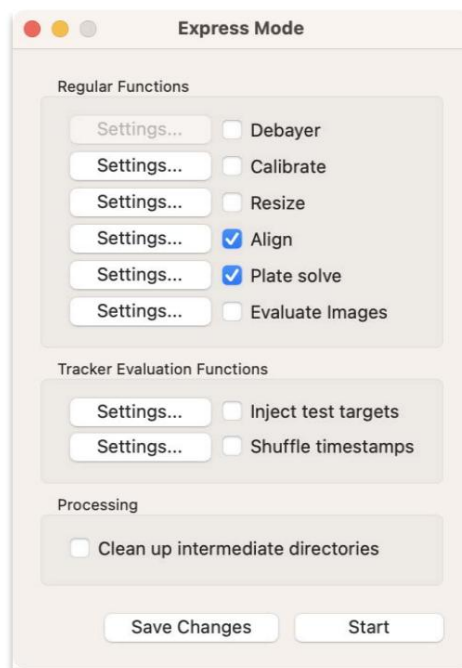 Express Mode
Regular Functions
Settings... Debayer
Settings... Calibrate
Settings... Resize
Settings... Align
Settings... Plate solve
Settings... Evaluate Images
Tracker Evaluation Functions
Settings... Inject test targets
Settings... Shuffle timestamps
Processing
Clean up intermediate directories
Save Changes Start